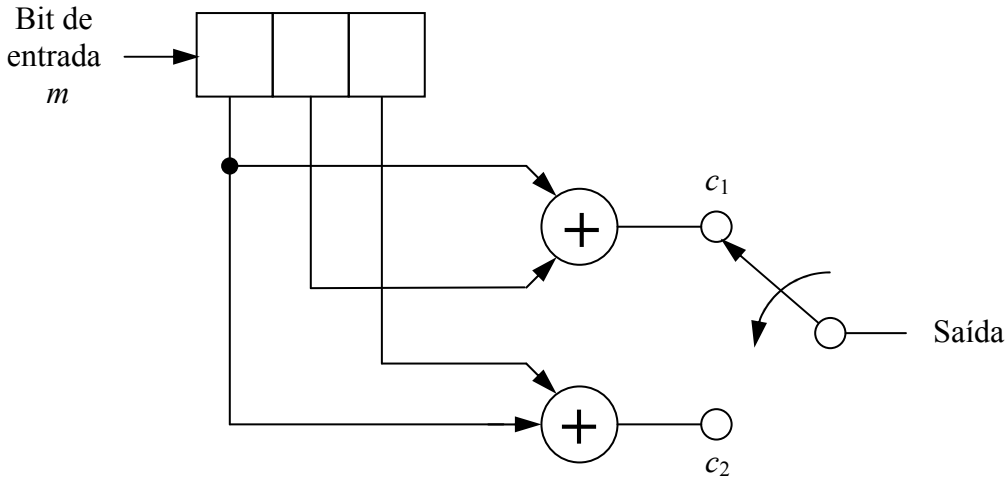 Bit de
entrada
m
+
c₁
Saída
+
c₂